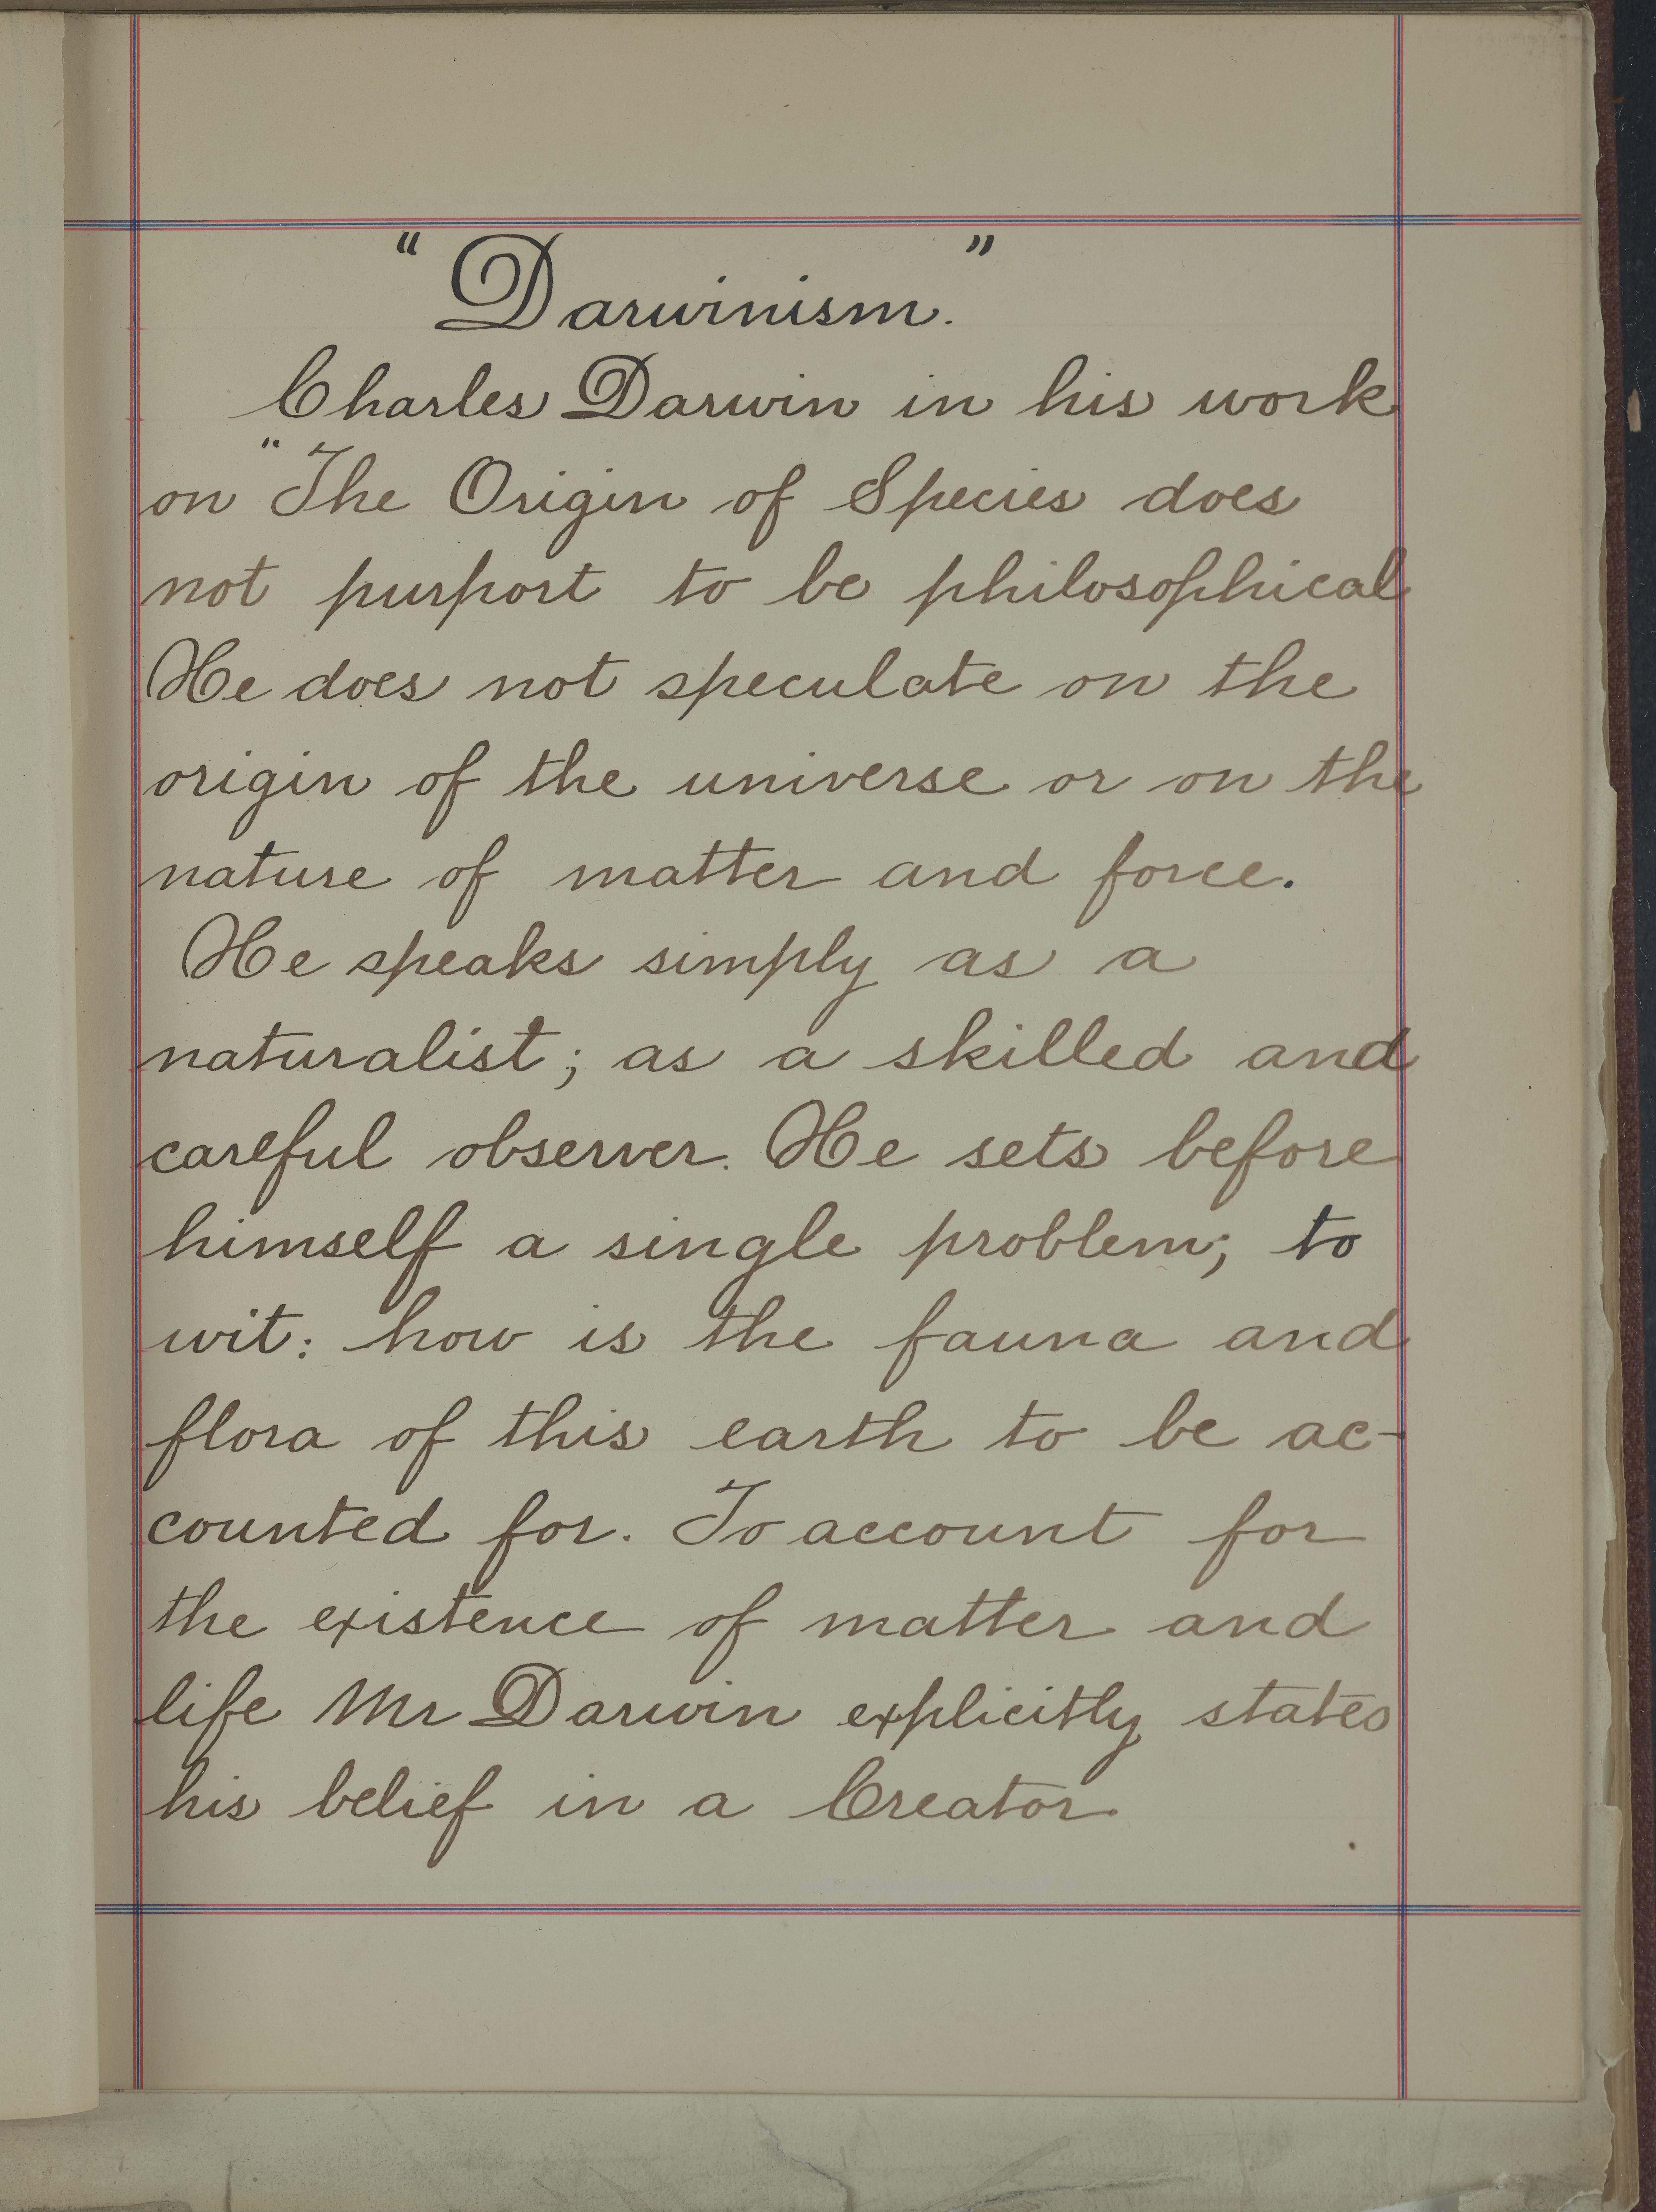 "Darwinism."
Charles Darwin in his work
on "The Origin of Species does
not purport to be philosophical
He does not speculate on the
origin of the universe or on the
nature of matter and force.
He speaks simply as a
naturalist; as a skilled and
careful observer. He sets before
himself a single problem; to
wit: how is the fauna and
flora of this earth to be ac-
counted for. To account for
the existence of matter and
life Mr Darwin explicitly states
his belief in a Creator.